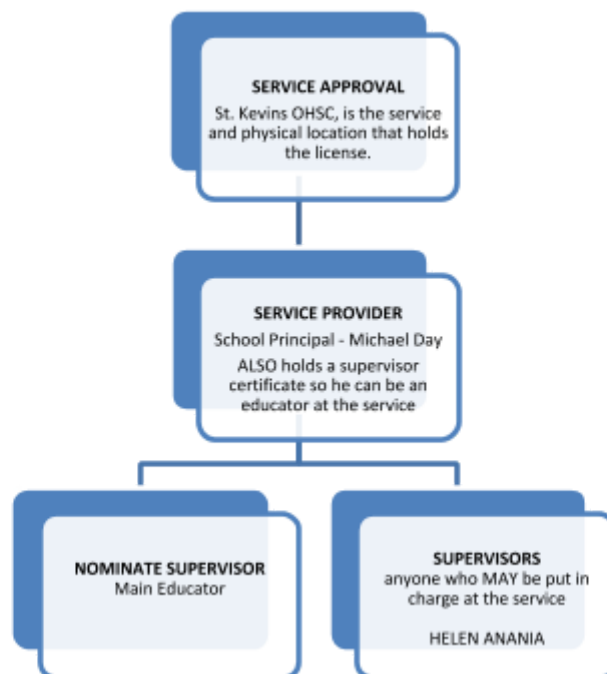 SERVICE APPROVAL
St. Kevins OHSC, is the service
and physical location that holds
the license.
SERVICE PROVIDER
School Principal - Michael Day
ALSO holds a supervisor
certificate so he can be an
educator at the service
NOMINATE SUPERVISOR
Main Educator
SUPERVISORS
anyone who MAY be put in
charge at the service
HELEN ANANIA